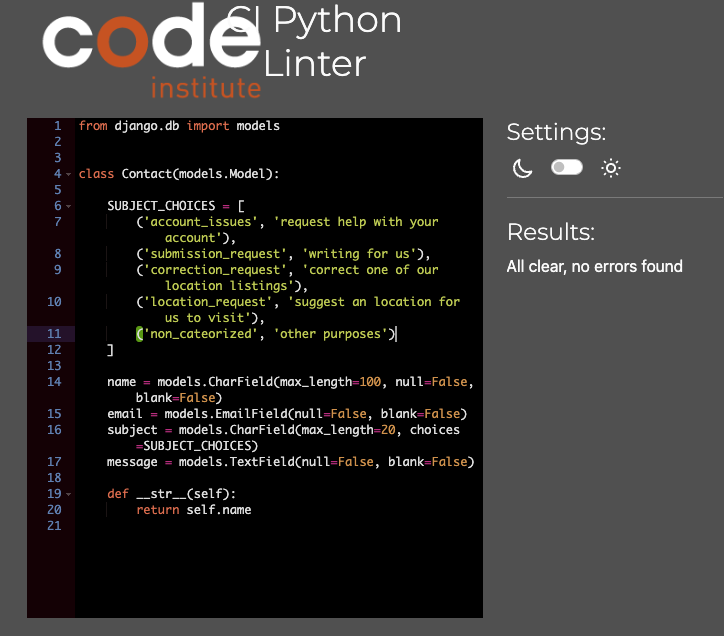 code
institute
CI Python
Linter
1 from django.db import models
2
3
4 class Contact(models.Model):
5
6 SUBJECT_CHOICES = [
7 ('account_issues', 'request help with your
account'),
8 ('submission_request', 'writing for us'),
9 ('correction_request', 'correct one of our
location listings'),
10 ('location_request', 'suggest an location for
us to visit'),
11 ('non_cateorized', 'other purposes')
12 ]
13
14 name = models.CharField(max_length=100, null=False,
blank=False)
15 email = models.EmailField(null=False, blank=False)
16 subject = models.CharField(max_length=20, choices
=SUBJECT_CHOICES)
17 message = models.TextField(null=False, blank=False)
18
19 def __str__(self):
20 return self.name
21
Settings:
Results:
All clear, no errors found